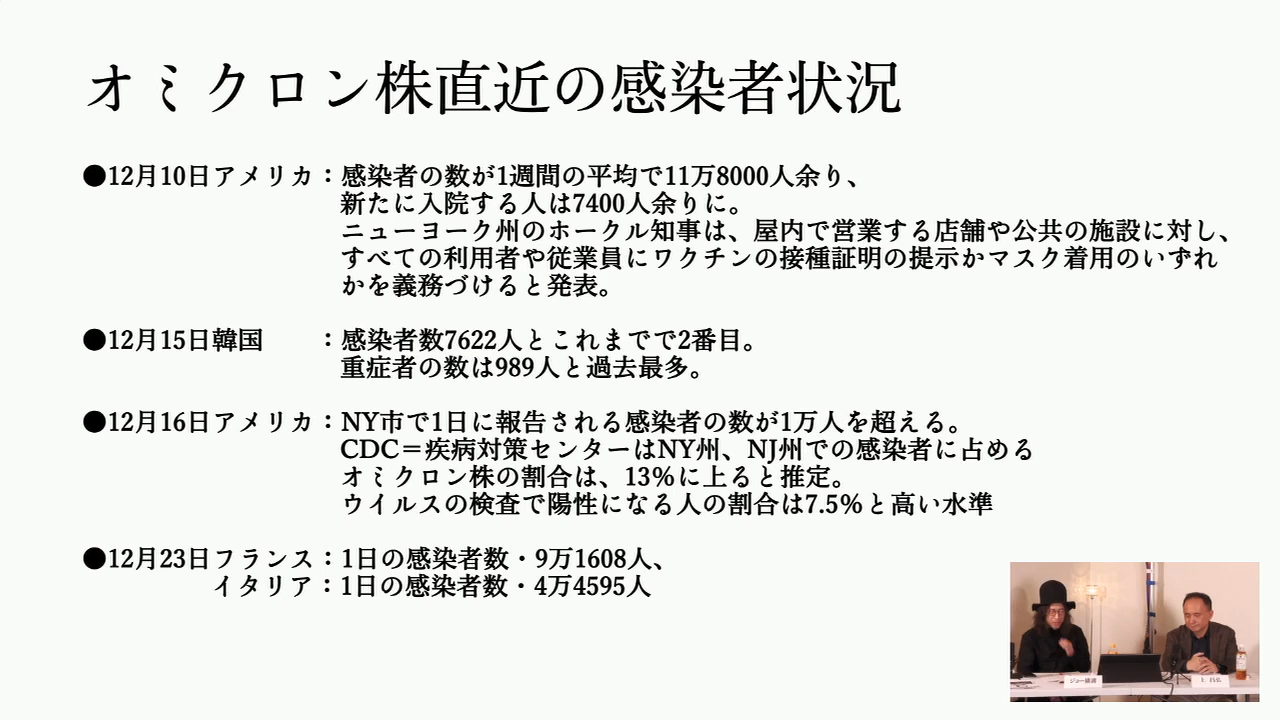 オミクロン株直近の感染者状況
●12月10日アメリカ：感染者の数が1週間の平均で11万8000人余り、
新たに入院する人は7400人余りに。
ニューヨーク州のホークル知事は、屋内で営業する店舗や公共の施設に対し、
すべての利用者や従業員にワクチンの接種証明の提示かマスク着用のいずれ
かを義務づけると発表。
●12月15日韓国　　：感染者数7622人とこれまでで2番目。
重症者の数は989人と過去最多。
●12月16日アメリカ：NY市で1日に報告される感染者の数が1万人を超える。
CDC＝疾病対策センターはNY州、NJ州での感染者に占める
オミクロン株の割合は、13％に上ると推定。
ウイルスの検査で陽性になる人の割合は7.5％と高い水準
●12月23日フランス：1日の感染者数・9万1608人、
イタリア：1日の感染者数・4万4595人